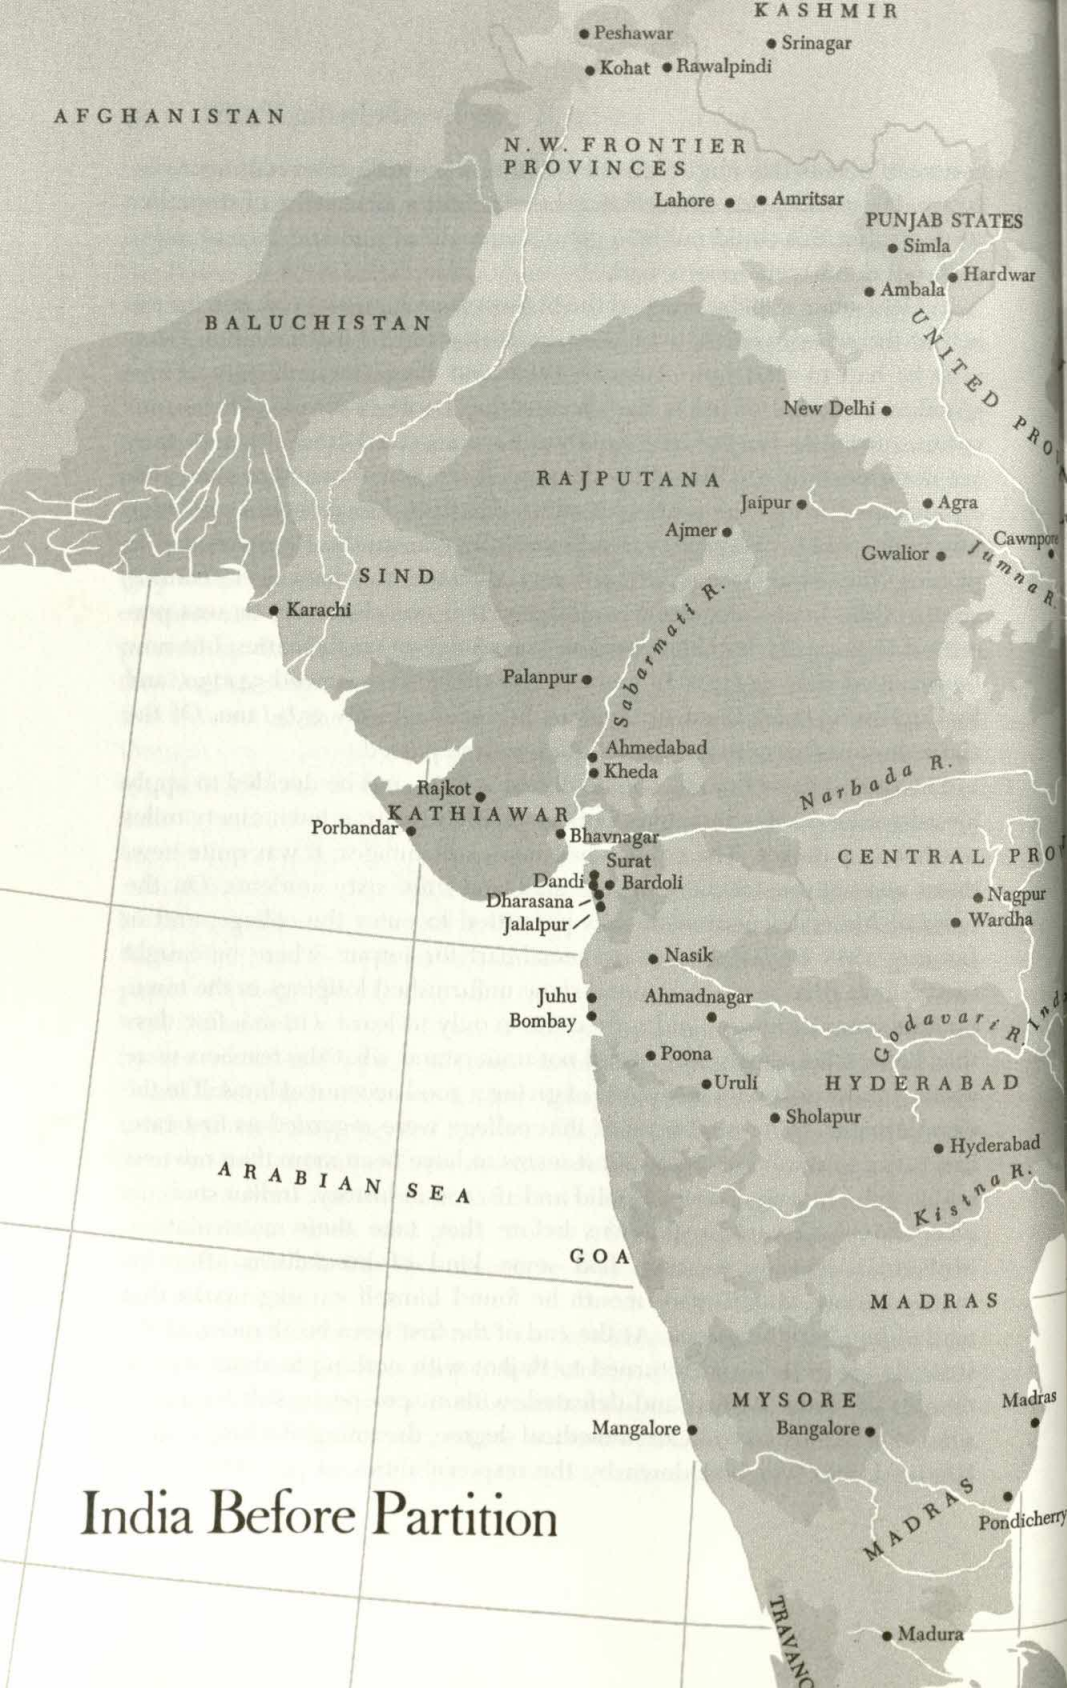 KASHMIR
Peshawar
Srinagar
Kohat
Rawalpindi
AFGHANISTAN
N.W. FRONTIER
PROVINCES
Lahore
Amritsar
PUNJAB STATES
Simla
Hardwar
Ambala
BALUCHISTAN
UNITED PRO
New Delhi
RAJPUTANA
Jaipur
Agra
Ajmer
Cawnpore
Gwalior
Jumna R.
SIND
Karachi
Sabarmati R.
Palanpur
Ahmedabad
Kheda
Narbada R.
Rajkot
KATHIAWAR
Porbandar
Bhavnagar
CENTRAL PRO
Surat
Dandi
Bardoli
Dharasana
Nagpur
Jalalpur
Wardha
Nasik
Juhu
Ahmadnagar
Bombay
Godavari R.
Ind
Poona
Uruli
HYDERABAD
Sholapur
Hyderabad
ARABIAN SEA
Kistna R.
GOA
MADRAS
MYSORE
Madras
Mangalore
Bangalore
India Before Partition
MADRAS
Pondicherry
TRAVANC
Madura